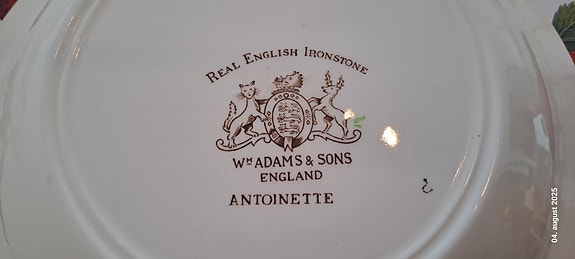 REAL ENGLISH IRONSTONE
Wᴹ ADAMS & SONS
ENGLAND
ANTOINETTE
04. august 2025